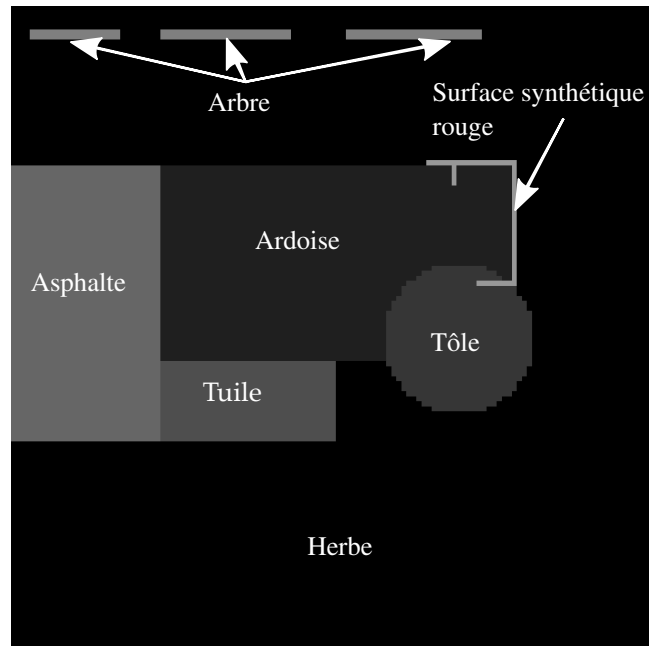 Arbre
Surface synthétique
rouge
Ardoise
Asphalte
Tôle
Tuile
Herbe